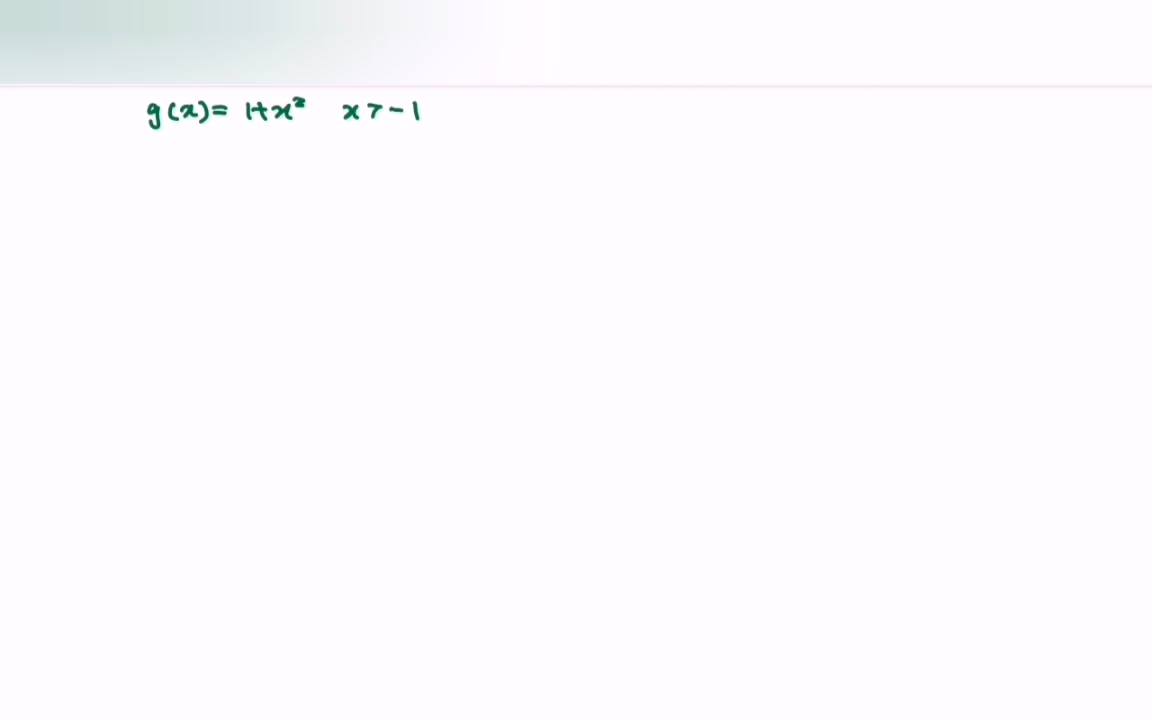 g(x)= 1+x² x > -1